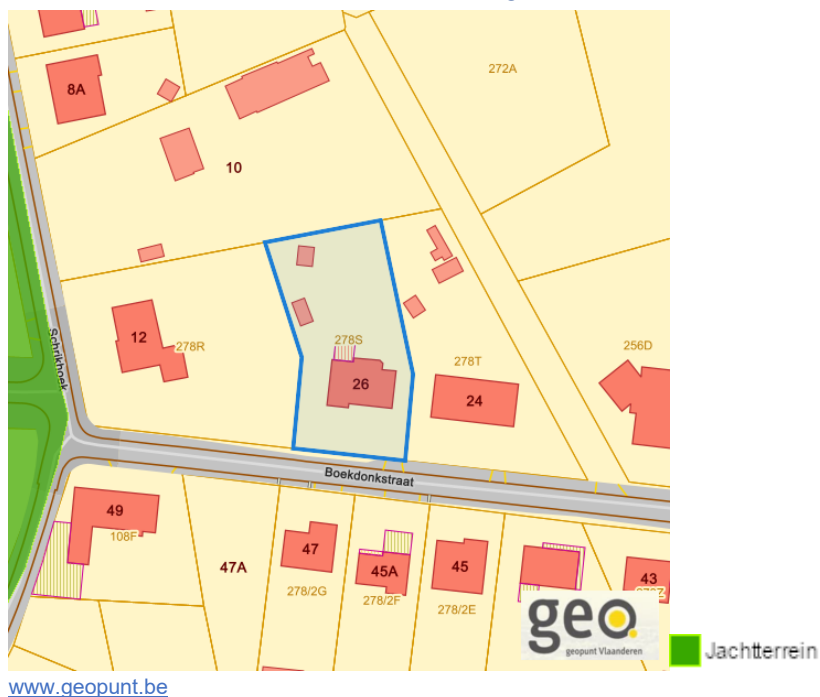 8A
272A
10
12
278R
278S
26
278T
24
256D
Schrikhoek
Boekdonkstraat
49
108F
47A
47
278/2G
45A
278/2F
45
278/2E
43
geo
geopunt Vlaanderen
Jachtterrein
www.geopunt.be